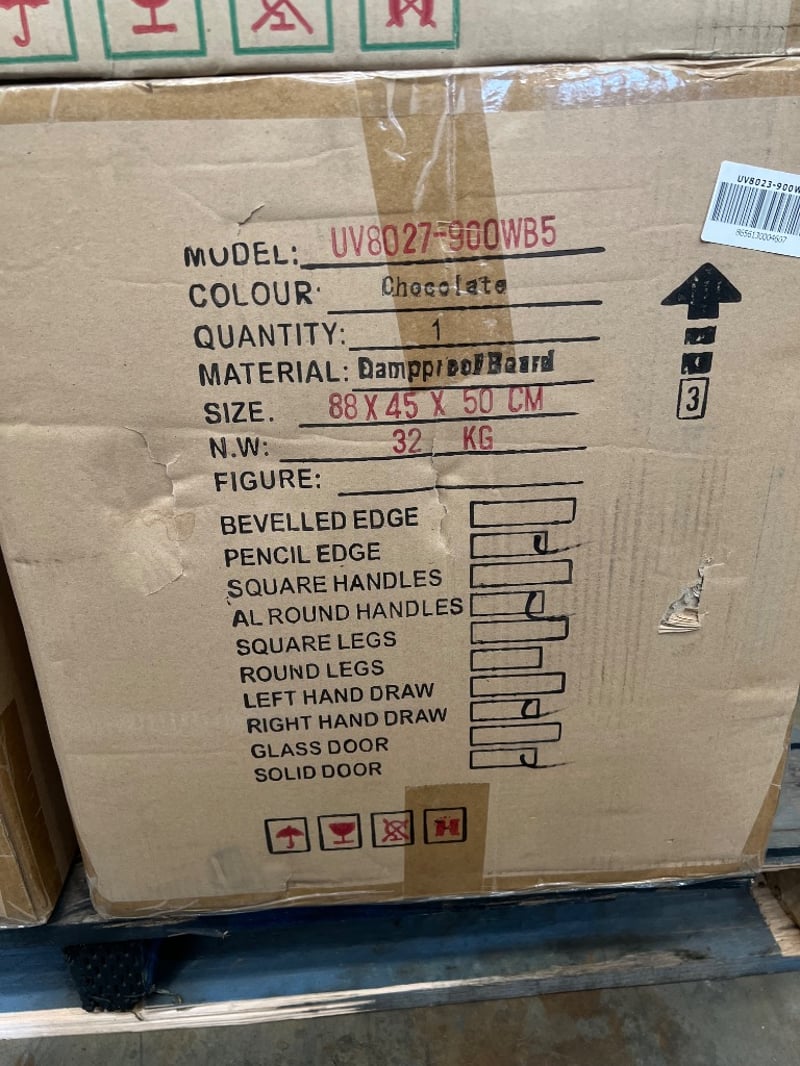 UV8023-900W
8656130004607
MODEL: UV8027-900WB5
COLOUR: Chocolate
QUANTITY: 1
MATERIAL: Dampproof Board
SIZE. 88 X 45 X 50 CM
N.W: 32 KG
FIGURE:
BEVELLED EDGE
PENCIL EDGE
SQUARE HANDLES
AL ROUND HANDLES
SQUARE LEGS
ROUND LEGS
LEFT HAND DRAW
RIGHT HAND DRAW
GLASS DOOR
SOLID DOOR
3